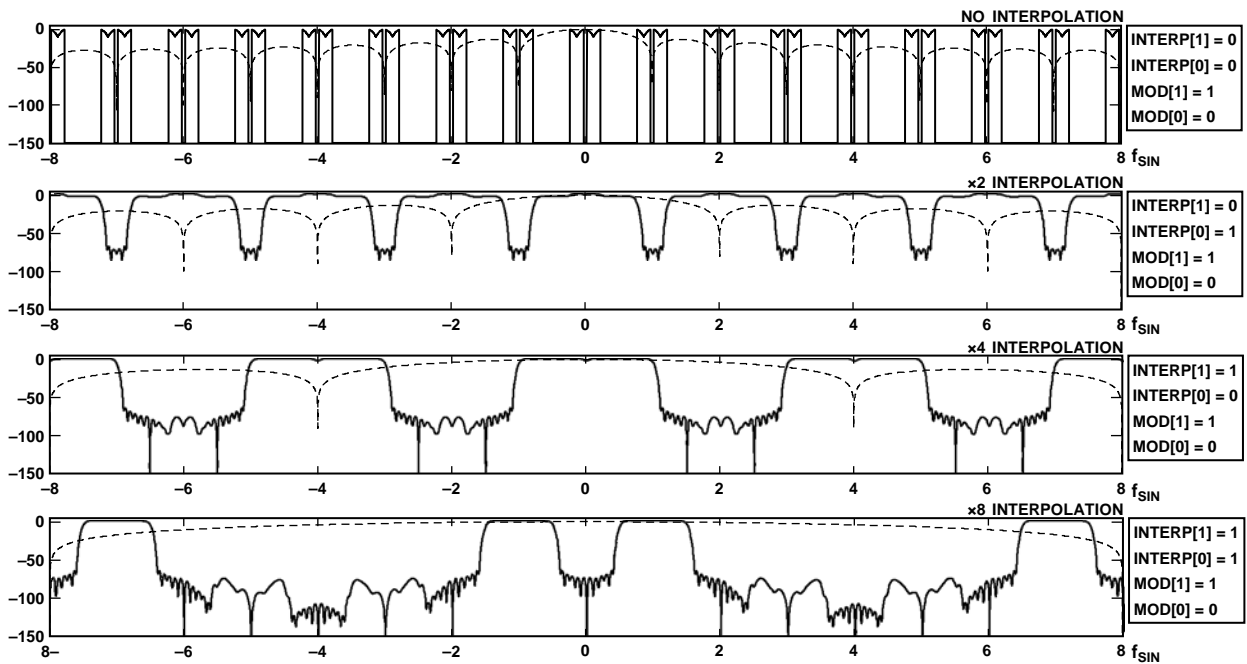 NO INTERPOLATION
0
−50
−100
−150
−8 −6 −4 −2 0 2 4 6 8 fSIN
INTERP[1] = 0
INTERP[0] = 0
MOD[1] = 1
MOD[0] = 0
×2 INTERPOLATION
0
−50
−100
−150
−8 −6 −4 −2 0 2 4 6 8 fSIN
INTERP[1] = 0
INTERP[0] = 1
MOD[1] = 1
MOD[0] = 0
×4 INTERPOLATION
0
−50
−100
−150
−8 −6 −4 −2 0 2 4 6 8 fSIN
INTERP[1] = 1
INTERP[0] = 0
MOD[1] = 1
MOD[0] = 0
×8 INTERPOLATION
0
−50
−100
−150
8− −6 −4 −2 0 2 4 6 8 fSIN
INTERP[1] = 1
INTERP[0] = 1
MOD[1] = 1
MOD[0] = 0